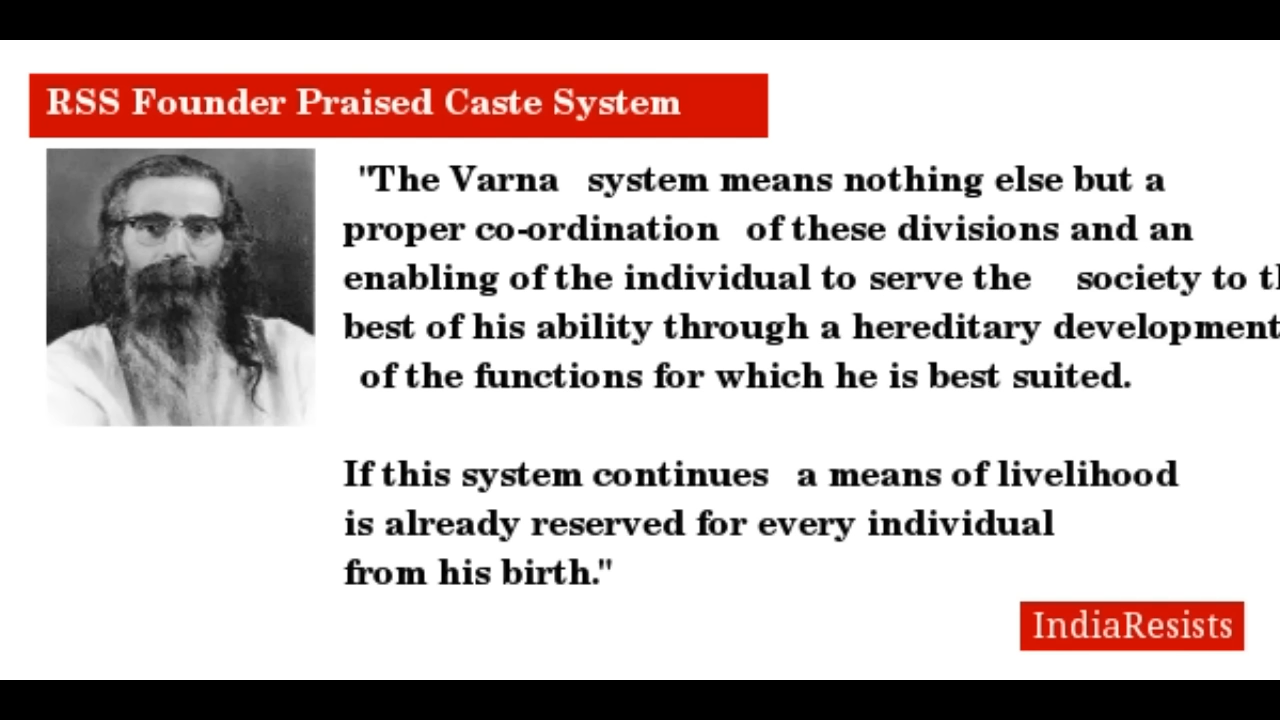 RSS Founder Praised Caste System
"The Varna system means nothing else but a
proper co-ordination of these divisions and an
enabling of the individual to serve the society to
best of his ability through a hereditary development
of the functions for which he is best suited.
If this system continues a means of livelihood
is already reserved for every individual
from his birth."
IndiaResists